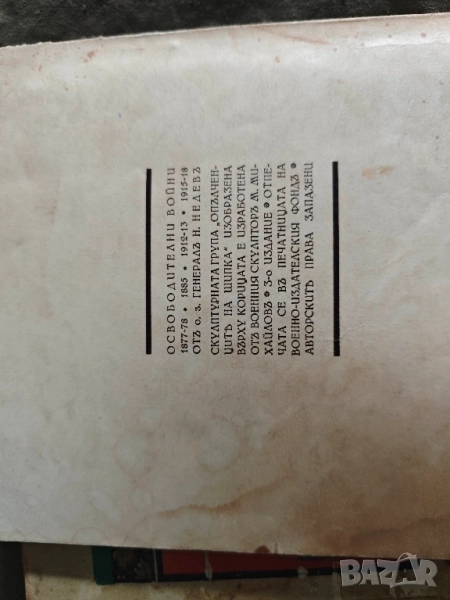 ОСВОБОДИТЕЛНИ ВОЙНИ
1877-78 * 1885 * 1912-13 * 1915-18
ОТЪ о. з. ГЕНЕРАЛЪ Н. НЕДЕВЪ
СКУЛПТУРНАТА ГРУПА „ОПЪЛЧЕН-
ЦИТѢ НА ШИПКА“ ИЗОБРАЗЕНА
ВЪРХУ КОРИЦАТА Е ИЗРАБОТЕНА
ОТЪ ВОЕННИЯ СКУЛПТОРЪ М. МИ-
ХАЙЛОВЪ * 3-о ИЗДАНИЕ * ОТПЕ-
ЧАТА СЕ ВЪ ПЕЧАТНИЦАТА НА
ВОЕННО-ИЗДАТЕЛСКИЯ ФОНДЪ *
АВТОРСКИТѢ ПРАВА ЗАПАЗЕНИ
BAZAR